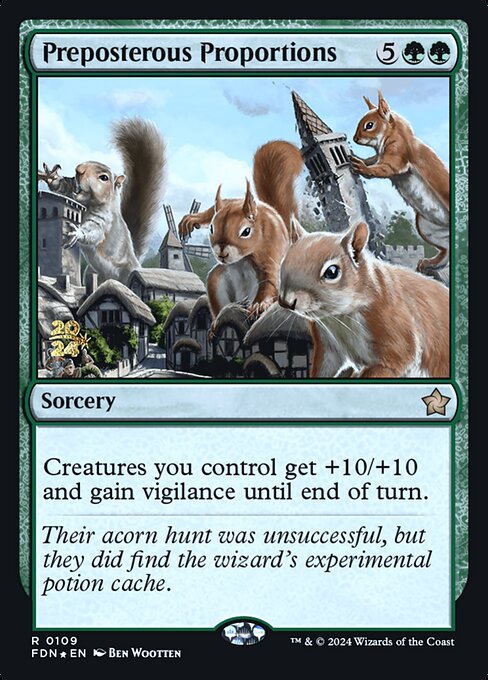 Preposterous Proportions 5
2024
Sorcery
Creatures you control get +10/+10
and gain vigilance until end of turn.
Their acorn hunt was unsuccessful, but
they did find the wizard's experimental
potion cache.
R 0109
FDN★EN Ben Wootten
™ & © 2024 Wizards of the Coast